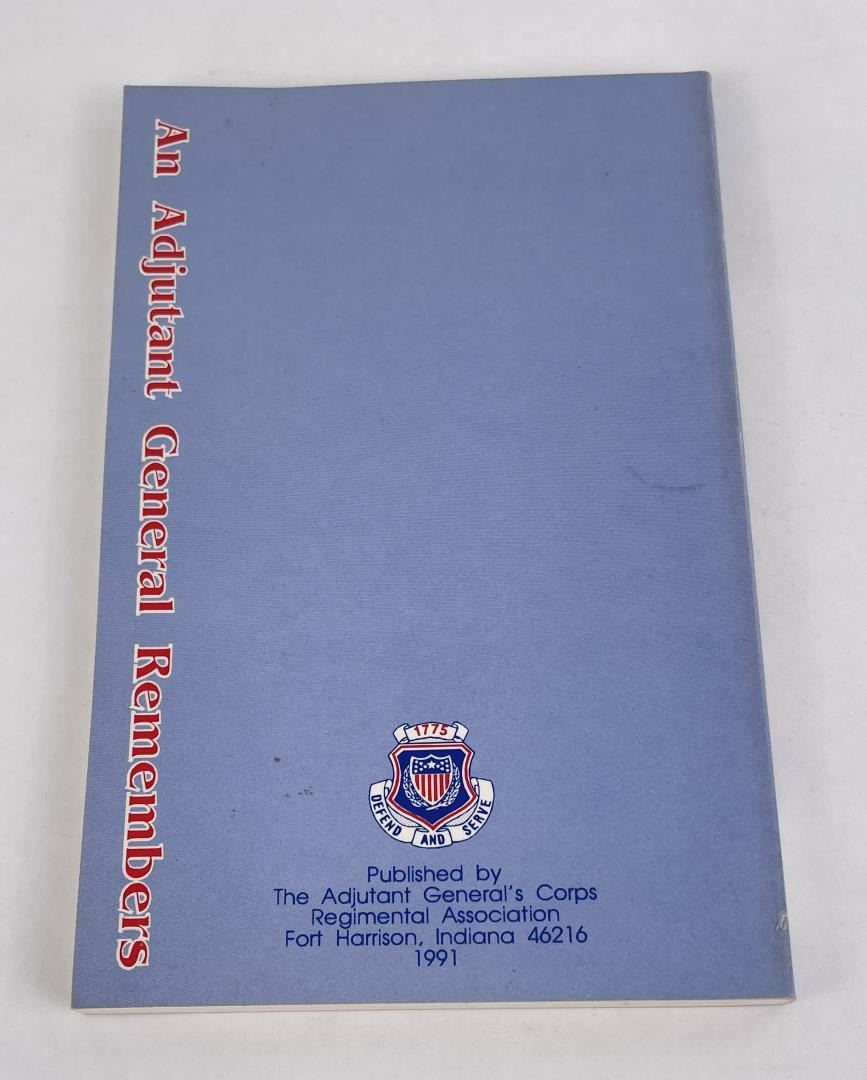 An Adjutant General Remembers
1775
DEFEND AND SERVE
Published by
The Adjutant General's Corps
Regimental Association
Fort Harrison, Indiana 46216
1991